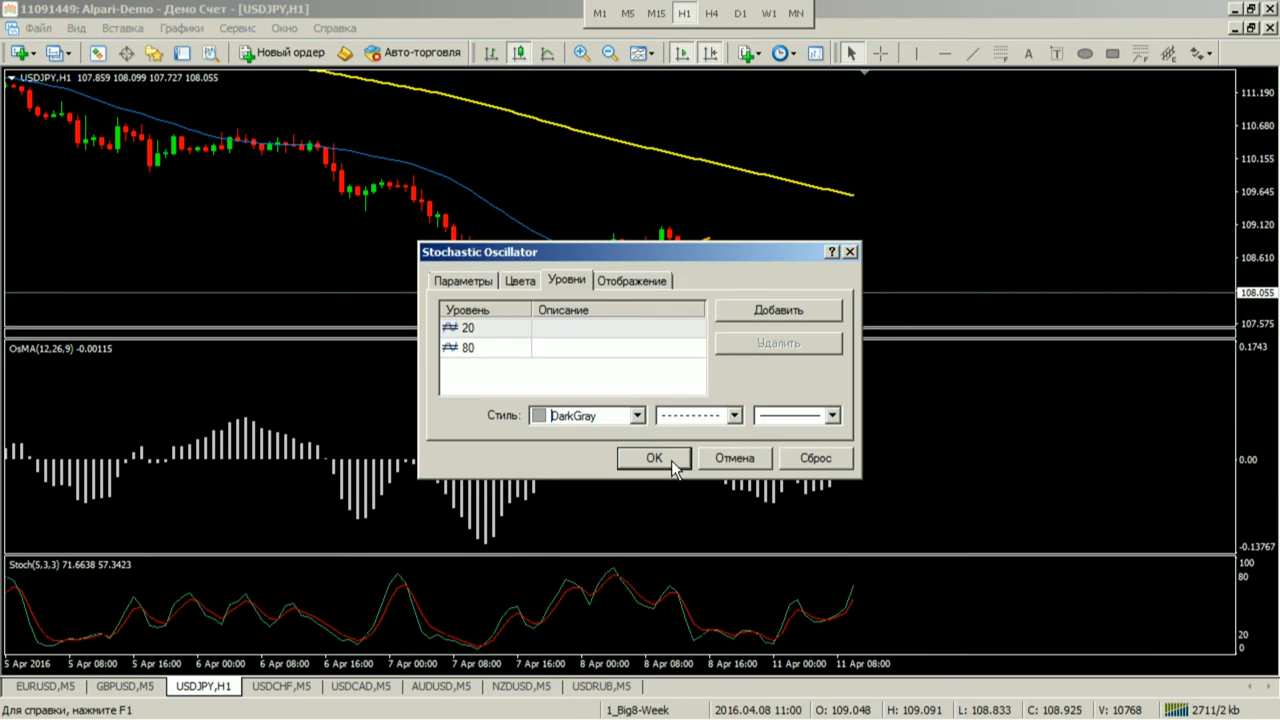 11091449: Alpari-Demo - Демо Счет - [USDJPY,H1]
M1 M5 M15 H1 H4 D1 W1 MN
Файл Вид Вставка Графики Сервис Окно Справка
Новый ордер Авто-торговля
USDJPY,H1 107.859 108.099 107.727 108.055
111.190
110.680
110.155
109.645
109.120
108.610
108.055
107.575
Stochastic Oscillator
Параметры Цвета Уровни Отображение
Уровень Описание
20
80
Добавить
Удалить
Стиль: DarkGray
OK Отмена Сброс
OsMA(12,26,9) -0.00115
0.1743
0.00
-0.13767
Stoch(5,3,3) 71.6638 57.3423
100
80
20
0
5 Apr 2016 5 Apr 08:00 5 Apr 16:00 6 Apr 00:00 6 Apr 08:00 6 Apr 16:00 7 Apr 00:00 7 Apr 08:00 7 Apr 16:00 8 Apr 00:00 8 Apr 08:00 8 Apr 16:00 11 Apr 00:00 11 Apr 08:00
EURUSD,M5 GBPUSD,M5 USDJPY,H1 USDCHF,M5 USDCAD,M5 AUDUSD,M5 NZDUSD,M5 USDRUB,M5
Для справки, нажмите F1 1_Big8-Week 2016.04.08 11:00 O: 109.048 H: 109.091 L: 108.833 C: 108.925 V: 10768 2711/2 kb